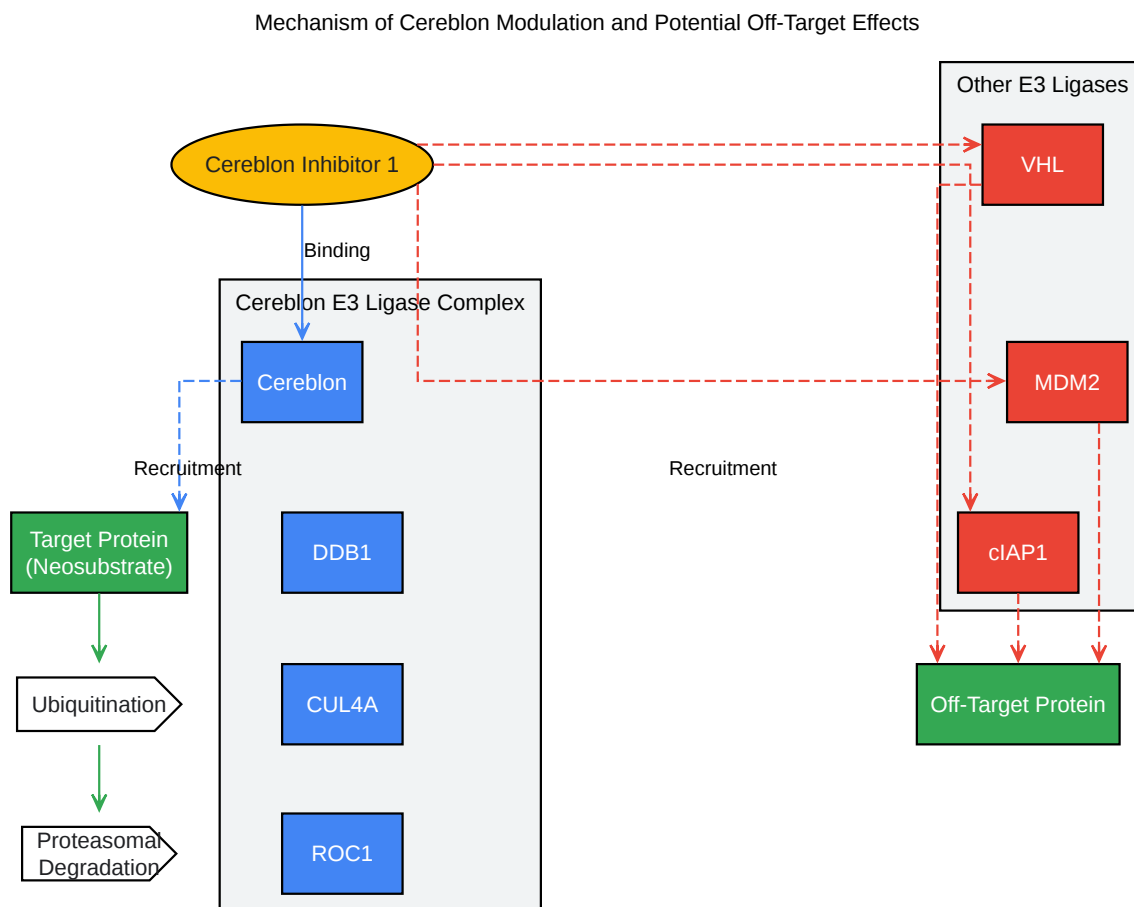 Mechanism of Cereblon Modulation and Potential Off-Target Effects
Other E3 Ligases
Cereblon Inhibitor 1
VHL
Binding
Cereblon E3 Ligase Complex
Cereblon
MDM2
Recruitment
Recruitment
Target Protein
(Neosubstrate)
DDB1
cIAP1
Ubiquitination
CUL4A
Off-Target Protein
Proteasomal
Degradation
ROC1